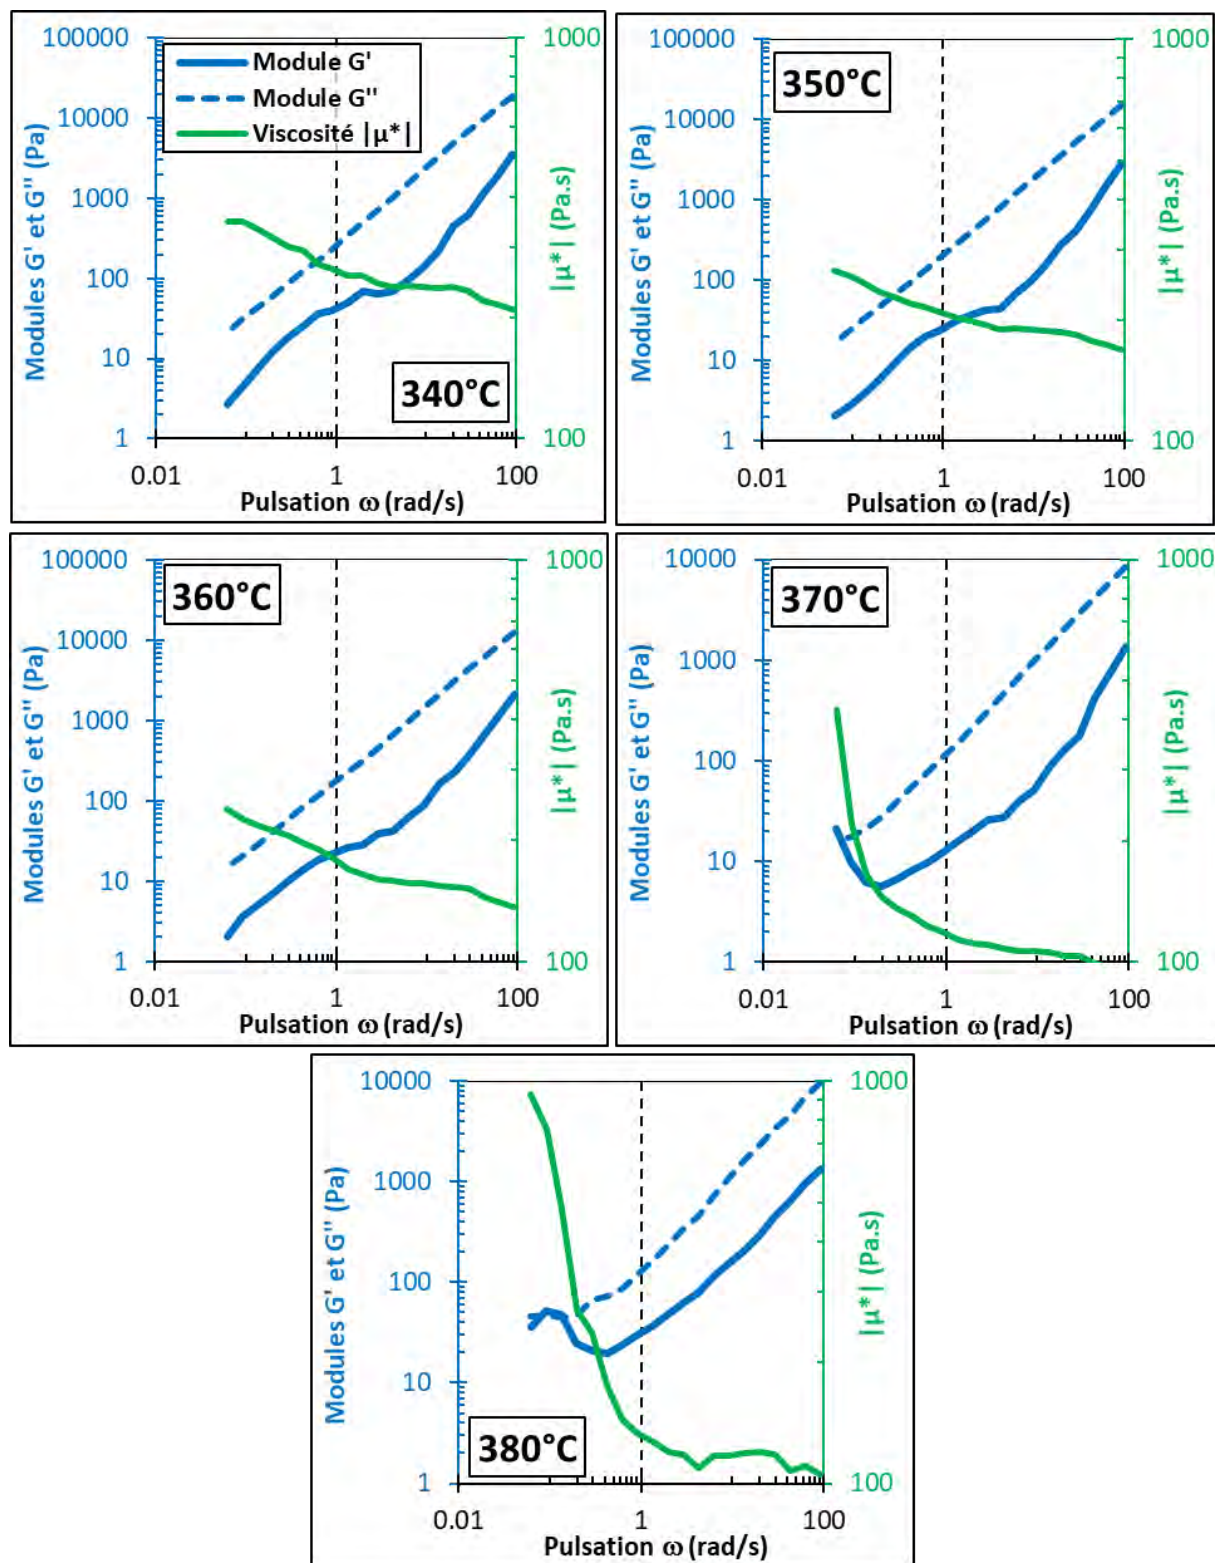 Module G'
Module G''
Viscosité |µ*|
340°C
Modules G' et G'' (Pa)
100000
10000
1000
100
10
1
0.01
1
100
Pulsation ω (rad/s)
1000
100
|µ*| (Pa.s)
350°C
Modules G' et G'' (Pa)
100000
10000
1000
100
10
1
0.01
1
100
Pulsation ω (rad/s)
1000
100
|µ*| (Pa.s)
360°C
Modules G' et G'' (Pa)
100000
10000
1000
100
10
1
0.01
1
100
Pulsation ω (rad/s)
1000
100
|µ*| (Pa.s)
370°C
Modules G' et G'' (Pa)
10000
1000
100
10
1
0.01
1
100
Pulsation ω (rad/s)
1000
100
|µ*| (Pa.s)
380°C
Modules G' et G'' (Pa)
10000
1000
100
10
1
0.01
1
100
Pulsation ω (rad/s)
1000
100
|µ*| (Pa.s)